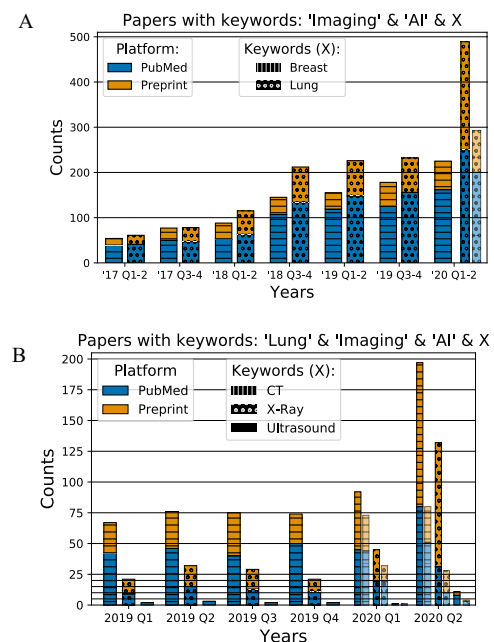 A
Papers with keywords: 'Imaging' & 'AI' & X
Platform:
PubMed
Preprint
Keywords (X):
Breast
Lung
500
400
300
200
100
0
Counts
'17 Q1-2 '17 Q3-4 '18 Q1-2 '18 Q3-4 '19 Q1-2 '19 Q3-4 '20 Q1-2
Years
B
Papers with keywords: 'Lung' & 'Imaging' & 'AI' & X
Platform
PubMed
Preprint
Keywords (X):
CT
X-Ray
Ultrasound
200
175
150
125
100
75
50
25
0
Counts
2019 Q1 2019 Q2 2019 Q3 2019 Q4 2020 Q1 2020 Q2
Years